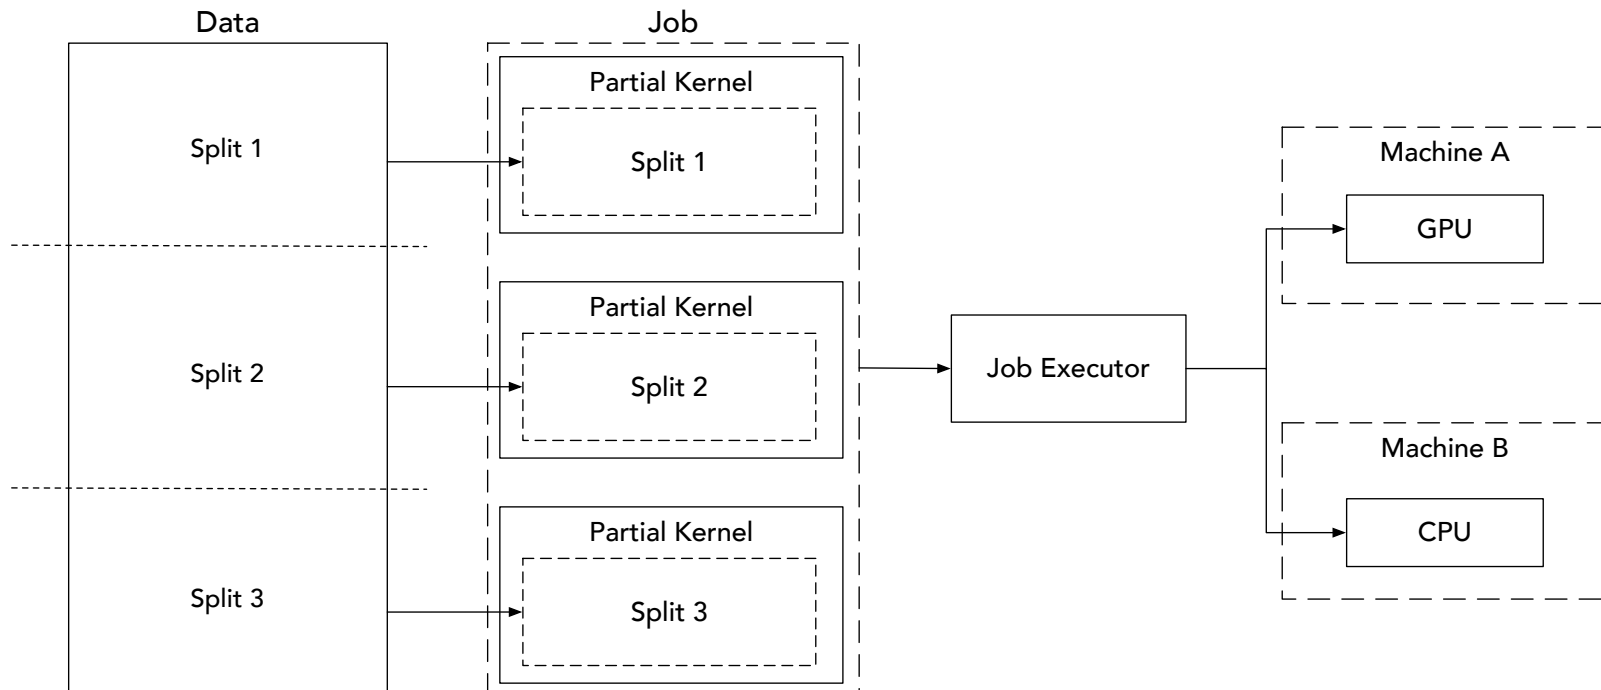 Data
Split 1
Split 2
Split 3
Job
Partial Kernel
Split 1
Partial Kernel
Split 2
Partial Kernel
Split 3
Job Executor
Machine A
GPU
Machine B
CPU